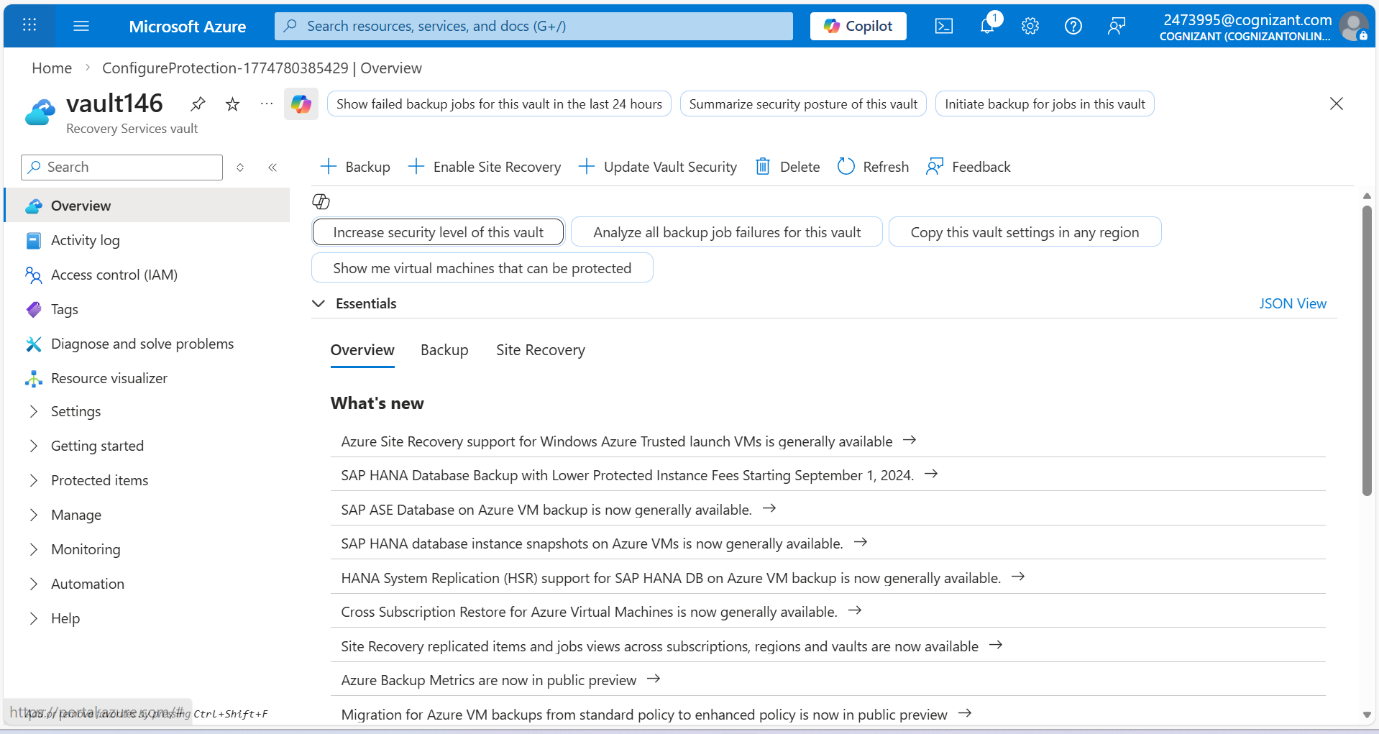 Microsoft Azure
Search resources, services, and docs (G+/)
Copilot
1
2473995@cognizant.com
COGNIZANT (COGNIZANTONLIN...
Home > ConfigureProtection-1774780385429 | Overview
vault146
Recovery Services vault
Show failed backup jobs for this vault in the last 24 hours
Summarize security posture of this vault
Initiate backup for jobs in this vault
Search
Backup
Enable Site Recovery
Update Vault Security
Delete
Refresh
Feedback
Overview
Activity log
Access control (IAM)
Tags
Diagnose and solve problems
Resource visualizer
Settings
Getting started
Protected items
Manage
Monitoring
Automation
Help
Increase security level of this vault
Analyze all backup job failures for this vault
Copy this vault settings in any region
Show me virtual machines that can be protected
Essentials
JSON View
Overview
Backup
Site Recovery
What's new
Azure Site Recovery support for Windows Azure Trusted launch VMs is generally available →
SAP HANA Database Backup with Lower Protected Instance Fees Starting September 1, 2024. →
SAP ASE Database on Azure VM backup is now generally available. →
SAP HANA database instance snapshots on Azure VMs is now generally available. →
HANA System Replication (HSR) support for SAP HANA DB on Azure VM backup is now generally available. →
Cross Subscription Restore for Azure Virtual Machines is now generally available. →
Site Recovery replicated items and jobs views across subscriptions, regions and vaults are now available →
Azure Backup Metrics are now in public preview →
Migration for Azure VM backups from standard policy to enhanced policy is now in public preview →
https://portal.azure.com/#
Ctrl+Shift+F